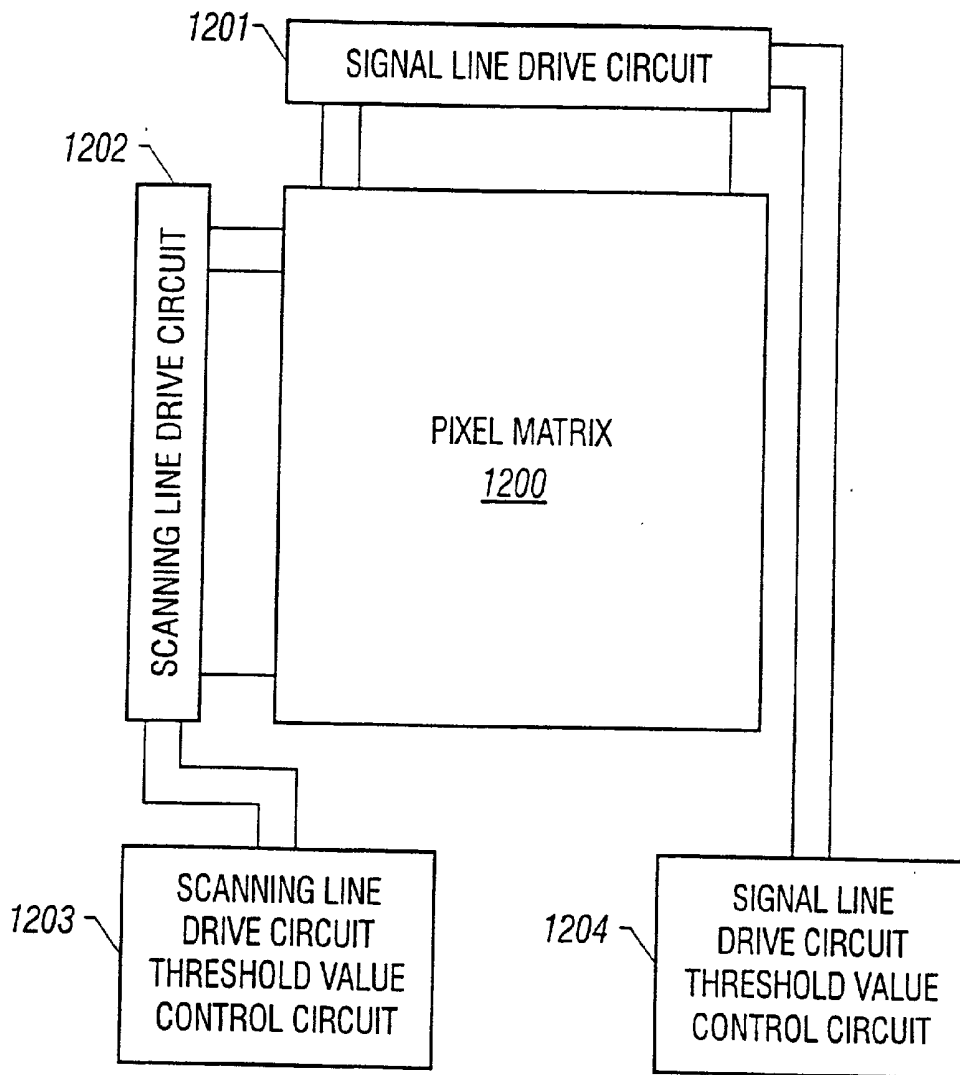 1201
SIGNAL LINE DRIVE CIRCUIT
1202
SCANNING LINE DRIVE CIRCUIT
PIXEL MATRIX
1200
1203
SCANNING LINE
DRIVE CIRCUIT
THRESHOLD VALUE
CONTROL CIRCUIT
1204
SIGNAL LINE
DRIVE CIRCUIT
THRESHOLD VALUE
CONTROL CIRCUIT